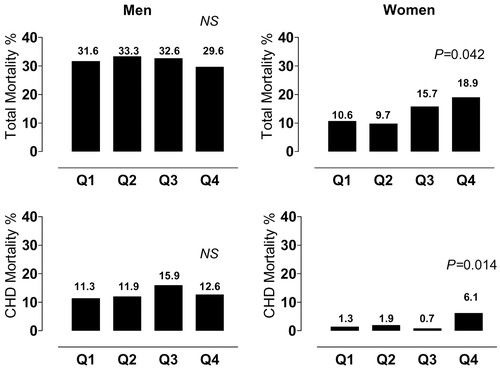 Men
Women
NS
P=0.042
Total Mortality %
40
30
20
10
0
31.6 33.3 32.6 29.6
Q1 Q2 Q3 Q4
Total Mortality %
40
30
20
10
0
10.6 9.7 15.7 18.9
Q1 Q2 Q3 Q4
CHD Mortality %
40
30
20
10
0
NS
11.3 11.9 15.9 12.6
Q1 Q2 Q3 Q4
CHD Mortality %
40
30
20
10
0
P=0.014
1.3 1.9 0.7 6.1
Q1 Q2 Q3 Q4